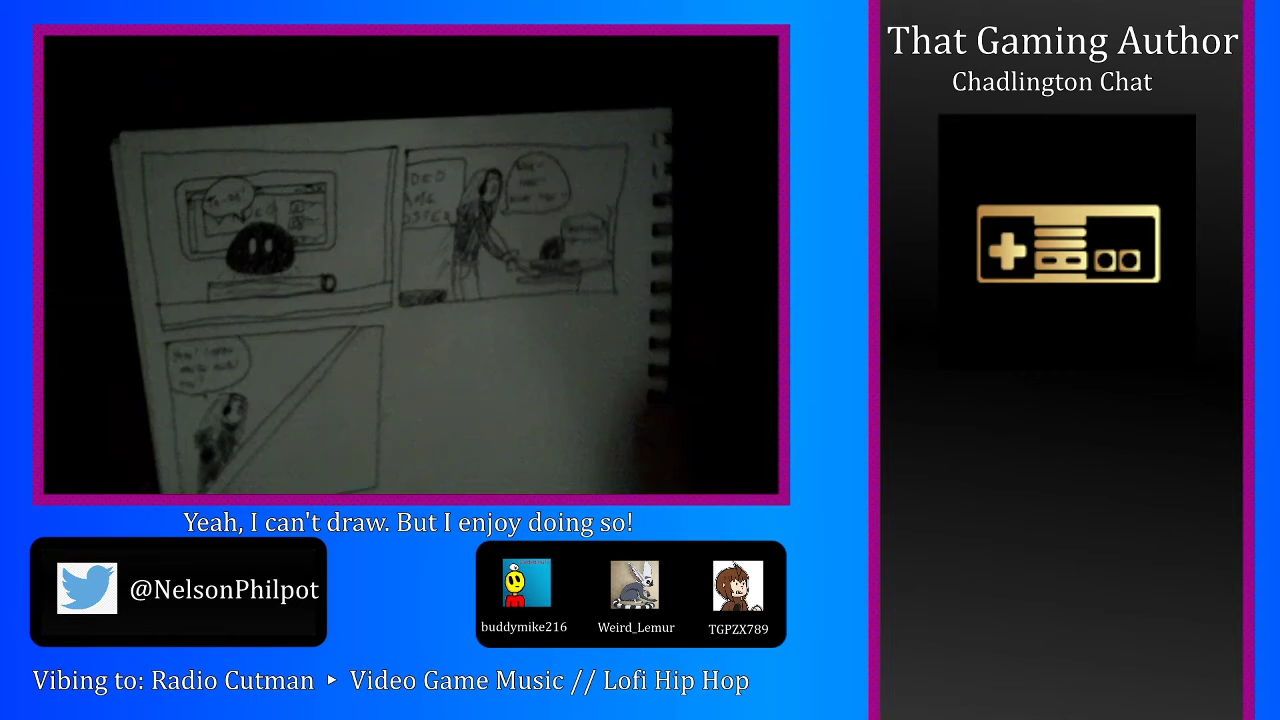 That Gaming Author
Chadlington Chat
Yeah, I can't draw. But I enjoy doing so!
@NelsonPhilpot
buddymike216
Weird_Lemur
TGPZX789
Vibing to: Radio Cutman ▸ Video Game Music // Lofi Hip Hop